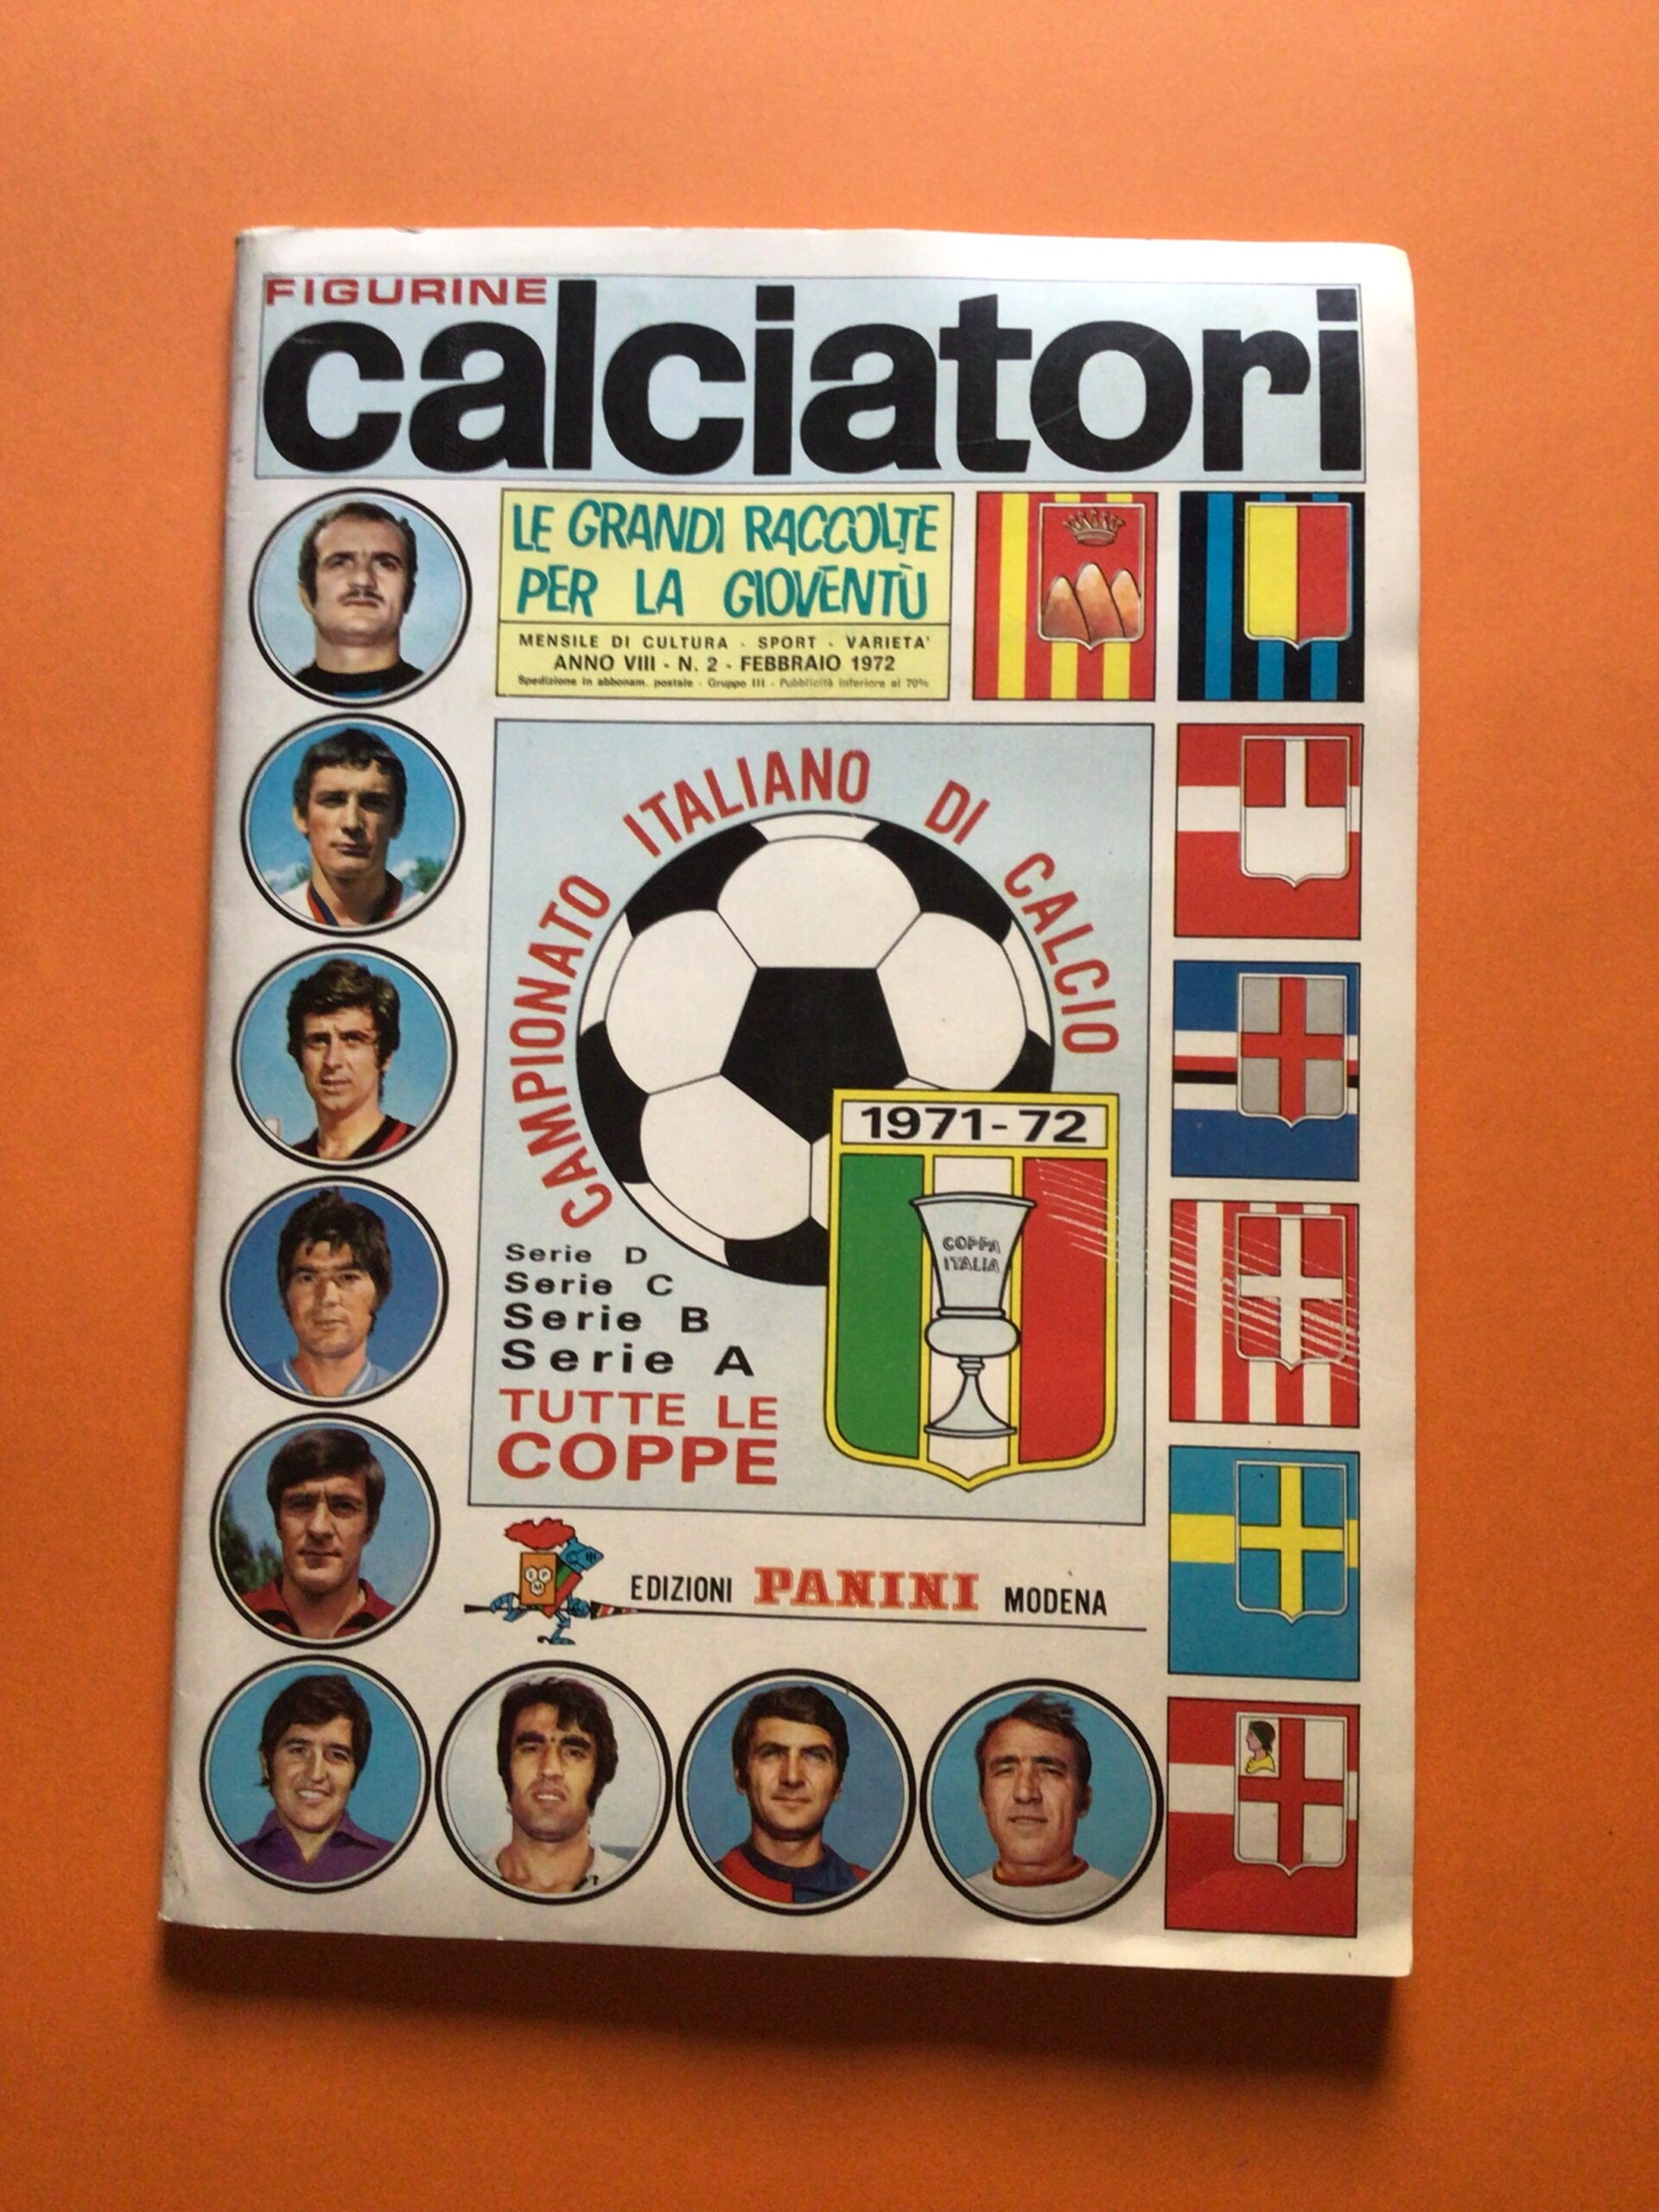 FIGURINE
calciatori
LE GRANDI RACCOLTE
PER LA GIOVENTÙ
MENSILE DI CULTURA - SPORT - VARIETA'
ANNO VIII - N. 2 - FEBBRAIO 1972
Spedizione in abbonam. postale - Gruppo III - Pubblicità inferiore al 70%
CAMPIONATO ITALIANO DI CALCIO
1971-72
COPPA
ITALIA
Serie D
Serie C
Serie B
Serie A
TUTTE LE
COPPE
EPM
EDIZIONI PANINI MODENA